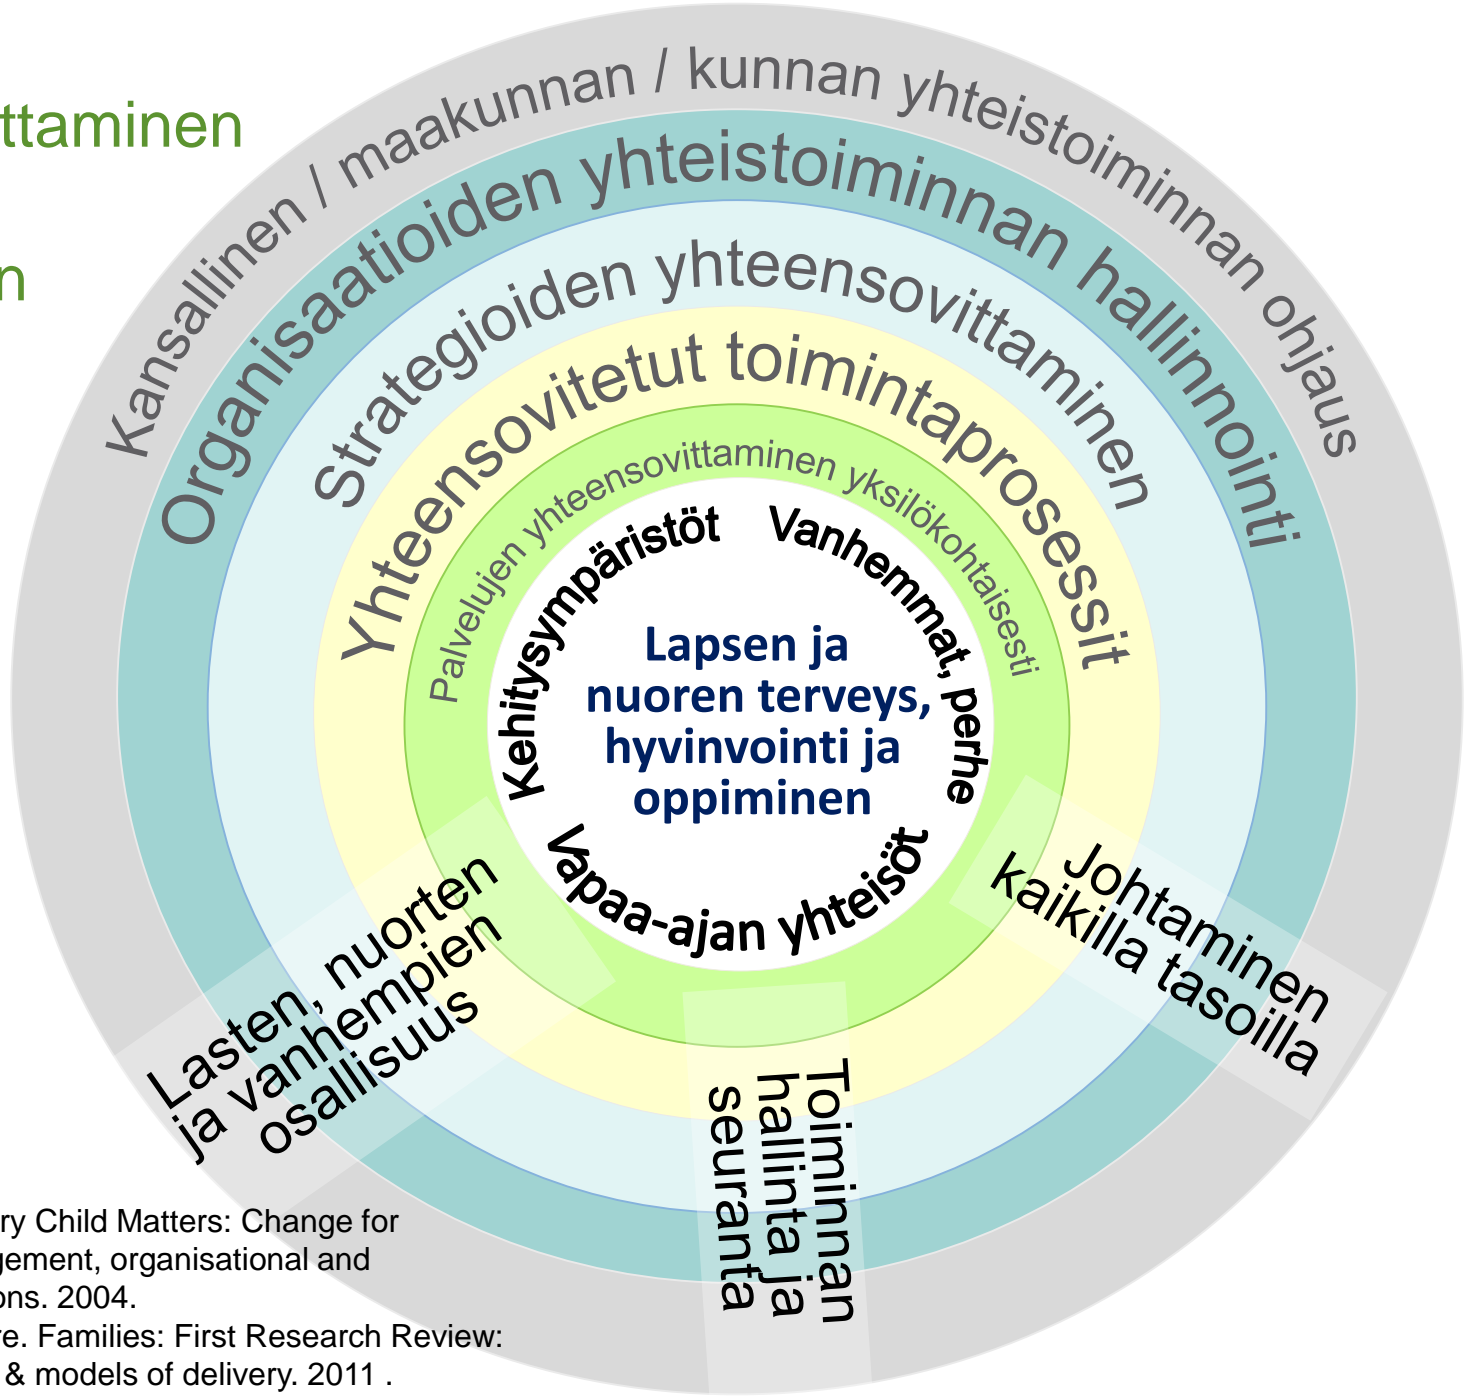 ttaminen
n
Kansallinen / maakunnan / kunnan yhteistoiminnan ohjaus
Organisaatioiden yhteistoiminnan hallinnointi
Strategioiden yhteensovittaminen
Yhteensovitetut toimintaprosessit
Palvelujen yhteensovittaminen yksilökohtaisesti
Kehitysympäristöt
Vanhemmat, perhe
Vapaa-ajan yhteisöt
Lapsen ja
nuoren terveys,
hyvinvointi ja
oppiminen
Lasten, nuorten
ja vanhempien
osallisuus
Toiminnan
hallinta ja
seuranta
Johtaminen
kaikilla tasoilla
ry Child Matters: Change for
gement, organisational and
ons. 2004.
re. Families: First Research Review:
& models of delivery. 2011 .